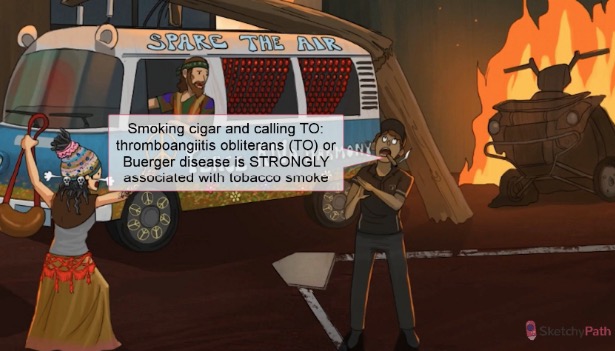 SPARC THE AIR
Smoking cigar and calling TO:
thromboangiitis obliterans (TO) or
Buerger disease is STRONGLY
associated with tobacco smoke
SketchyPath